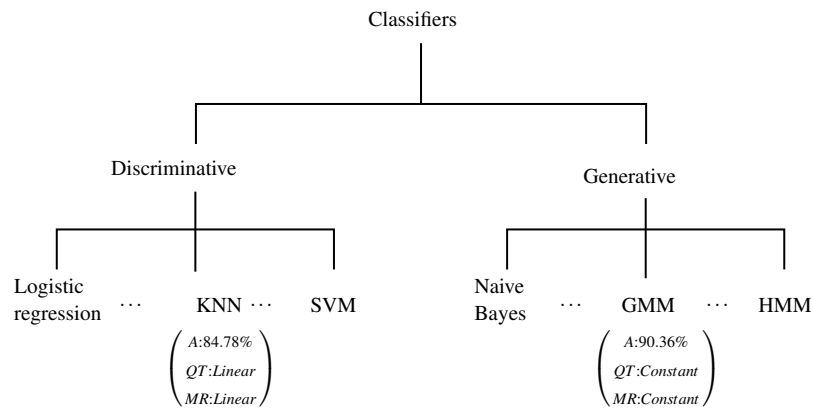 Classifiers
Discriminative
Generative
Logistic
regression
...
KNN
...
SVM
Naive
Bayes
...
GMM
...
HMM
A:84.78%
QT:Linear
MR:Linear
A:90.36%
QT:Constant
MR:Constant